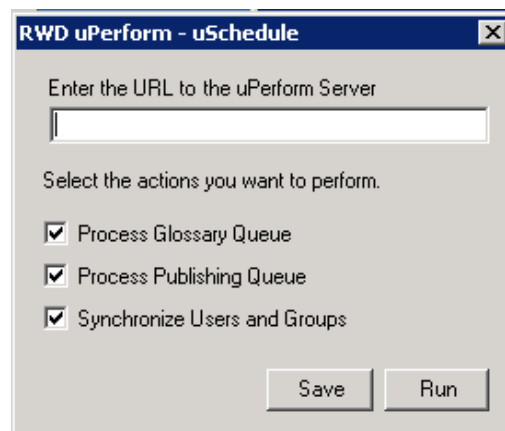 RWD uPerform - uSchedule
Enter the URL to the uPerform Server
Select the actions you want to perform.
Process Glossary Queue
Process Publishing Queue
Synchronize Users and Groups
Save Run